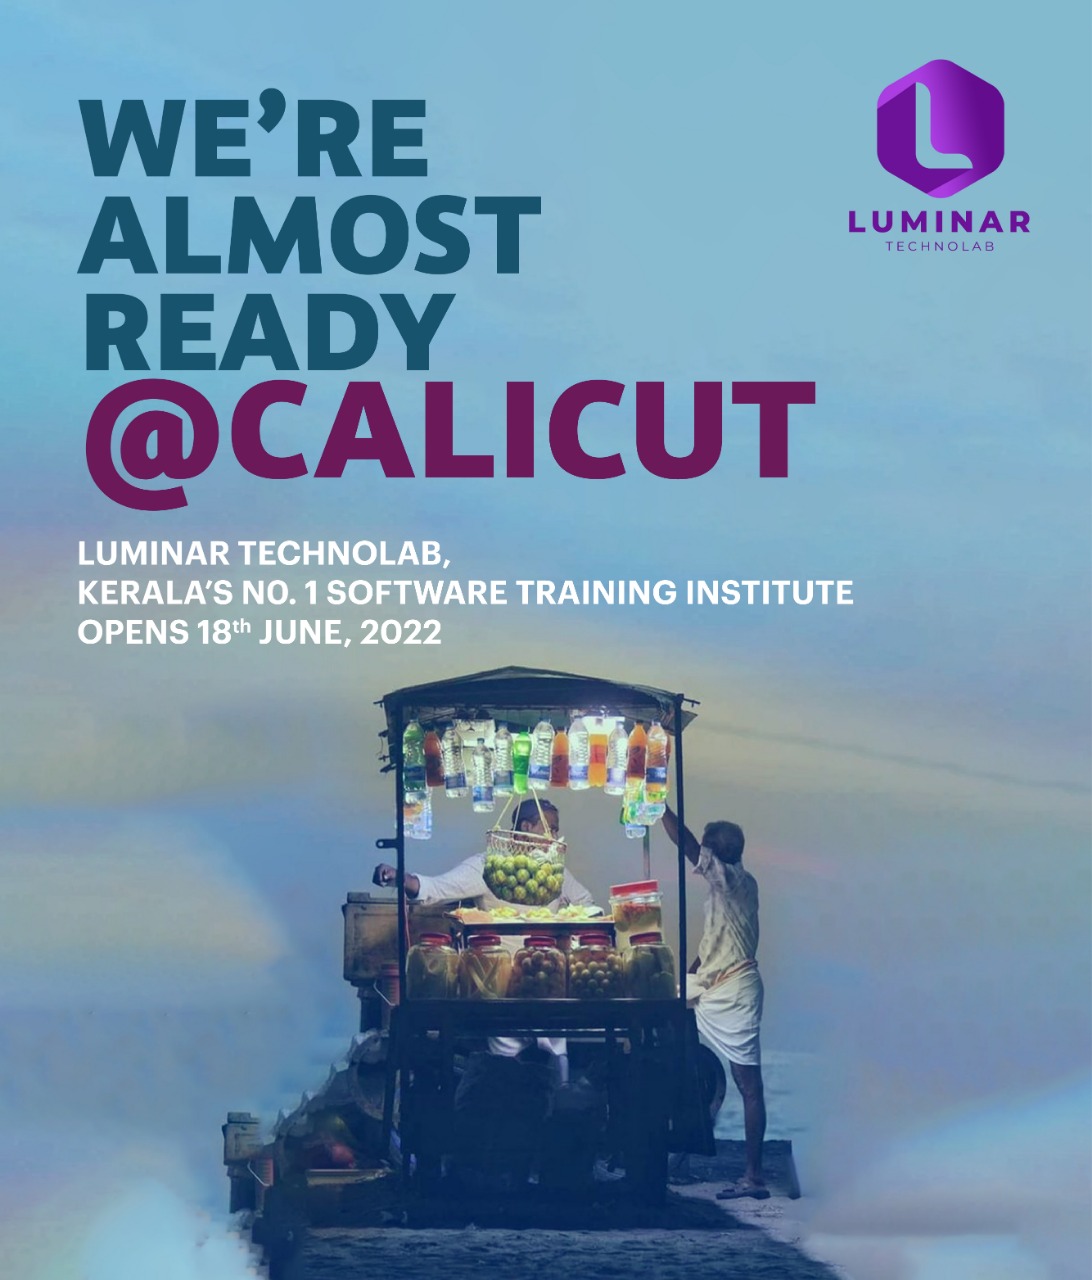 WE'RE
ALMOST
READY
@CALICUT
LUMINAR
TECHNOLAB
LUMINAR TECHNOLAB,
KERALA'S NO. 1 SOFTWARE TRAINING INSTITUTE
OPENS 18th JUNE, 2022